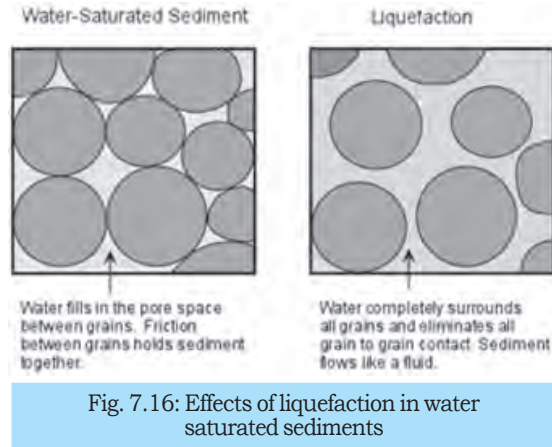 Water-Saturated Sediment
Liquefaction
Water fills in the pore space
between grains. Friction
between grains holds sediment
together.
Water completely surrounds
all grains and eliminates all
grain to grain contact. Sediment
flows like a fluid.
Fig. 7.16: Effects of liquefaction in water
saturated sediments